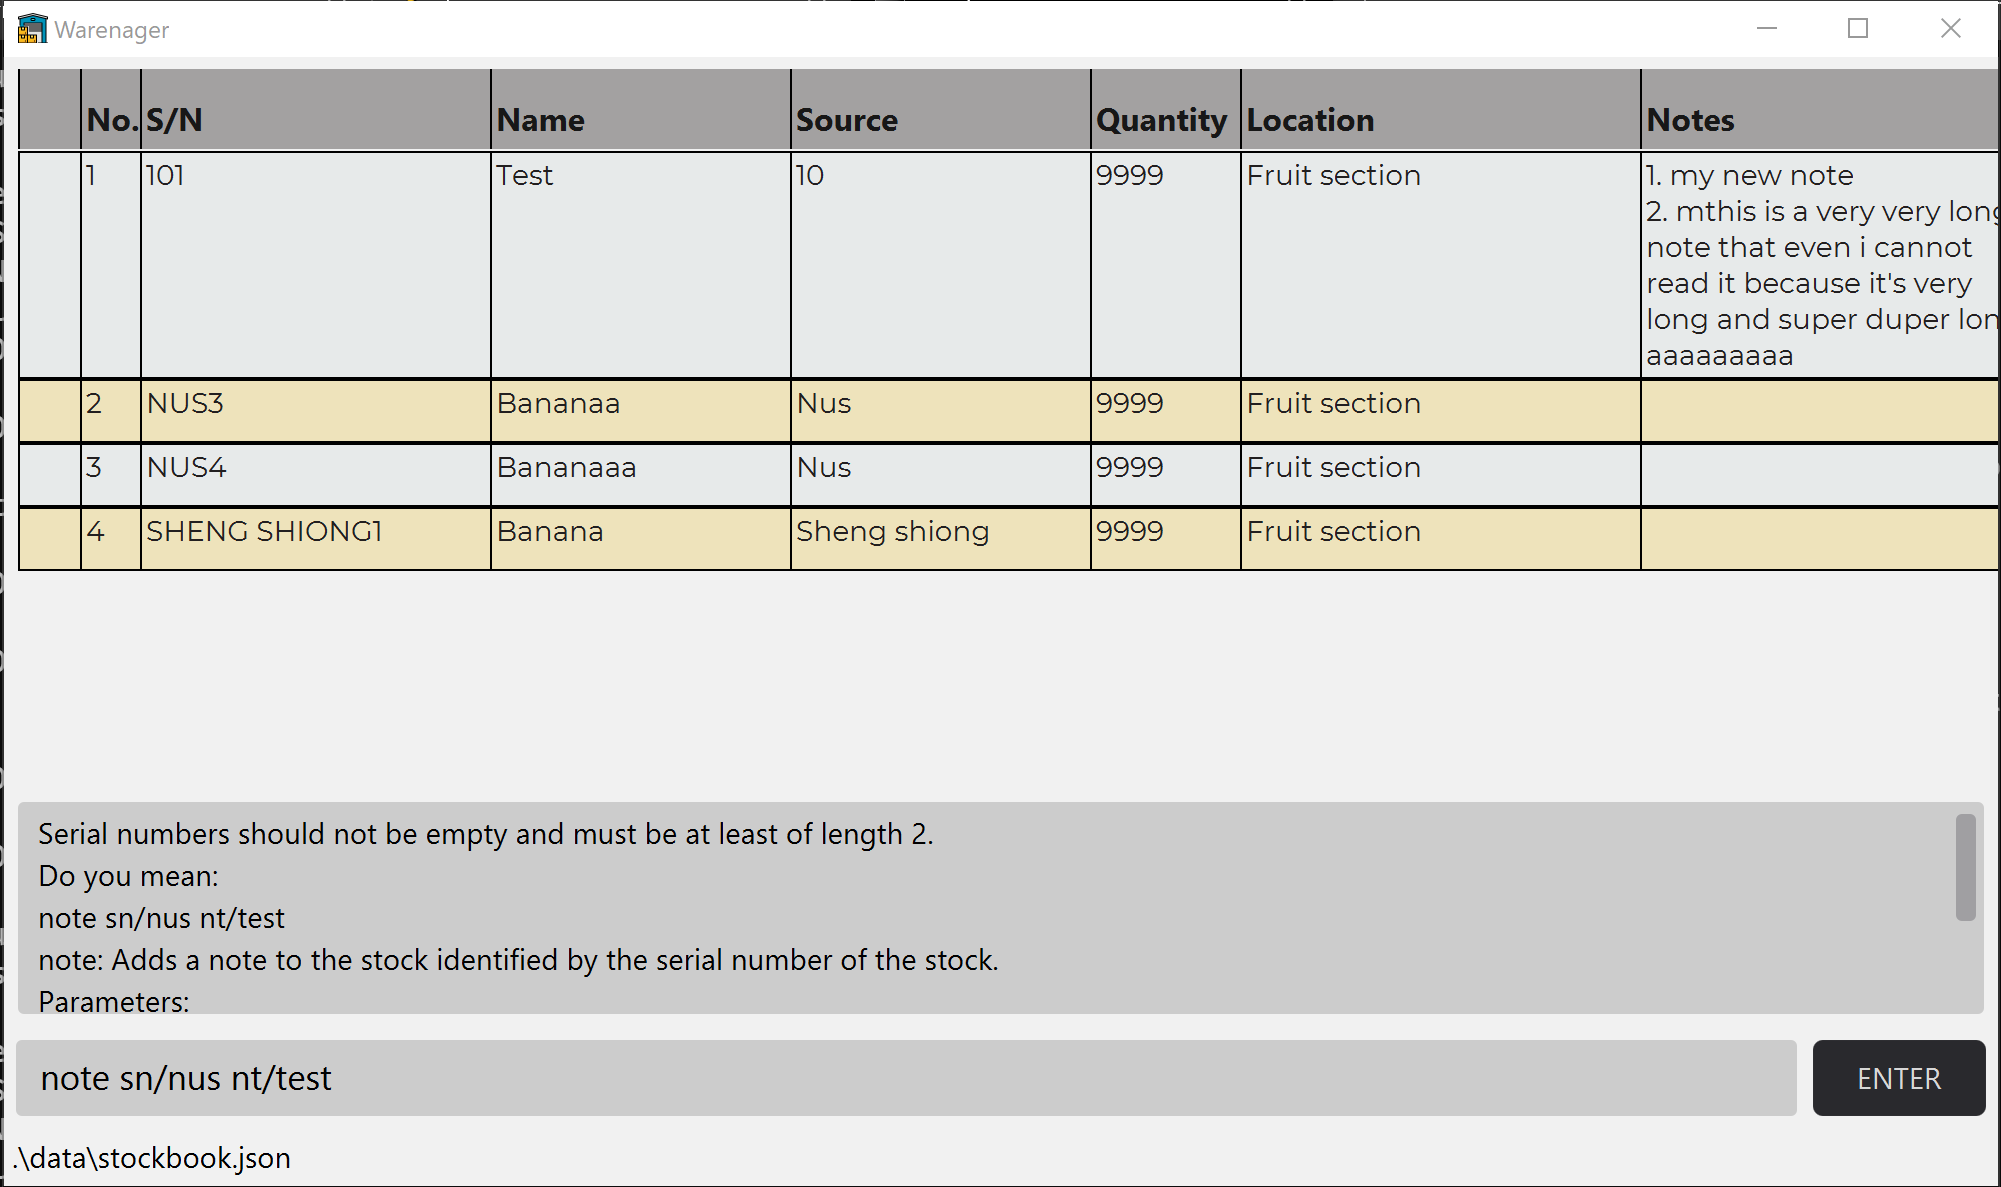 Warenager
No. S/N Name Source Quantity Location Notes
1 101 Test 10 9999 Fruit section 1. my new note
2. mthis is a very very long
note that even i cannot
read it because it's very
long and super duper lon
aaaaaaaaa
2 NUS3 Bananaa Nus 9999 Fruit section
3 NUS4 Bananaaa Nus 9999 Fruit section
4 SHENG SHIONG1 Banana Sheng shiong 9999 Fruit section
Serial numbers should not be empty and must be at least of length 2.
Do you mean:
note sn/nus nt/test
note: Adds a note to the stock identified by the serial number of the stock.
Parameters:
note sn/nus nt/test
ENTER
.\data\stockbook.json